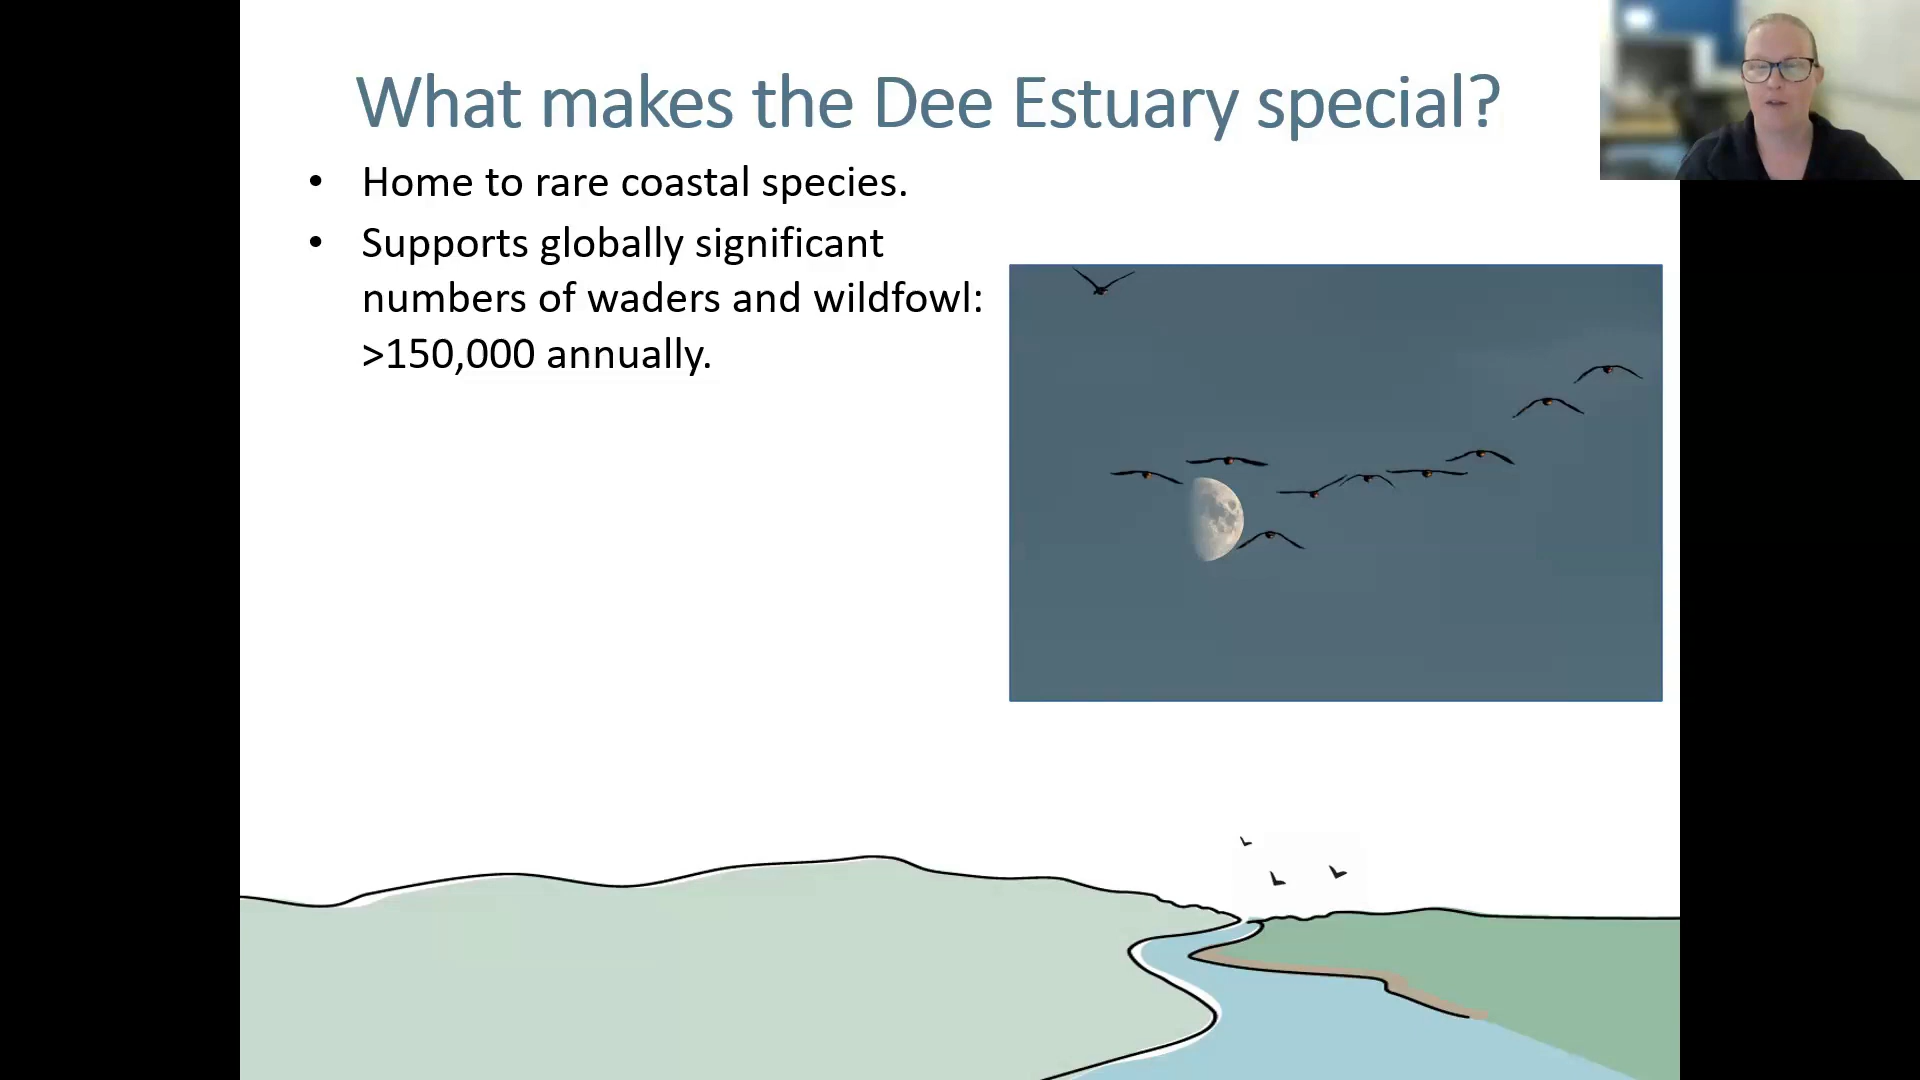 What makes the Dee Estuary special?
• Home to rare coastal species.
• Supports globally significant
numbers of waders and wildfowl:
>150,000 annually.